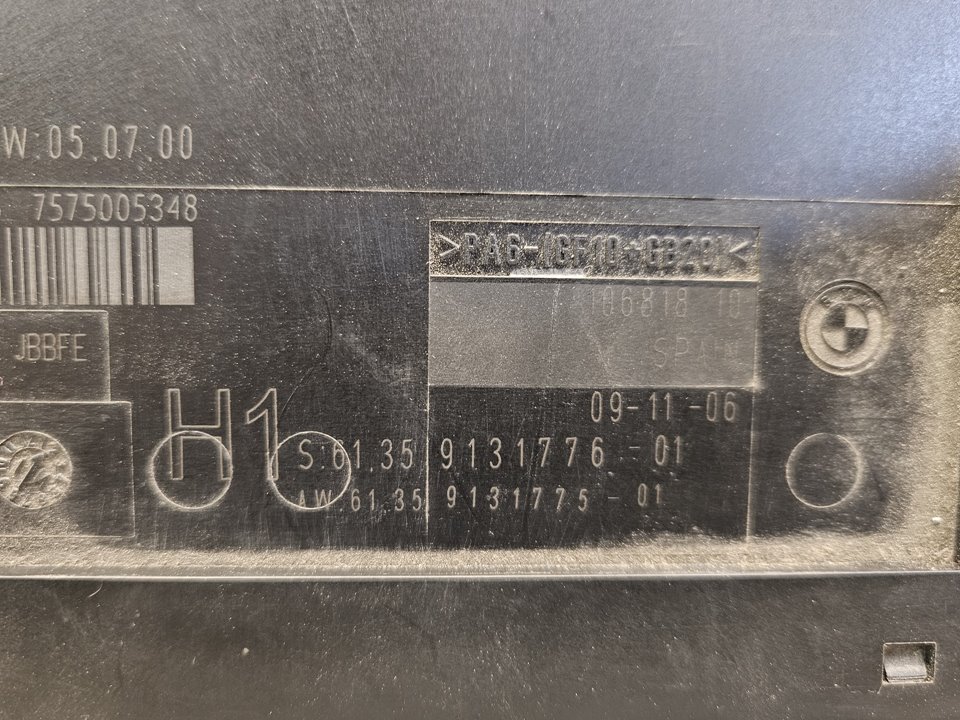 W:05.07.00
7575005348
>PA6-(GF10+GB20)<
106818 10
SPAIN
JBBFE
09-11-06
H1
S:61.35 9131776-01
AW:61.35 9131775-01